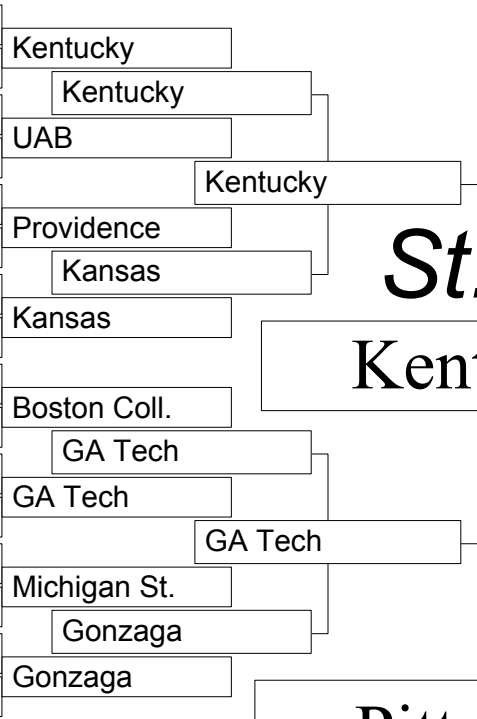 Kentucky
Kentucky
UAB
Kentucky
Providence
Kansas
Kansas
Boston Coll.
GA Tech
GA Tech
GA Tech
Michigan St.
Gonzaga
Gonzaga
St.